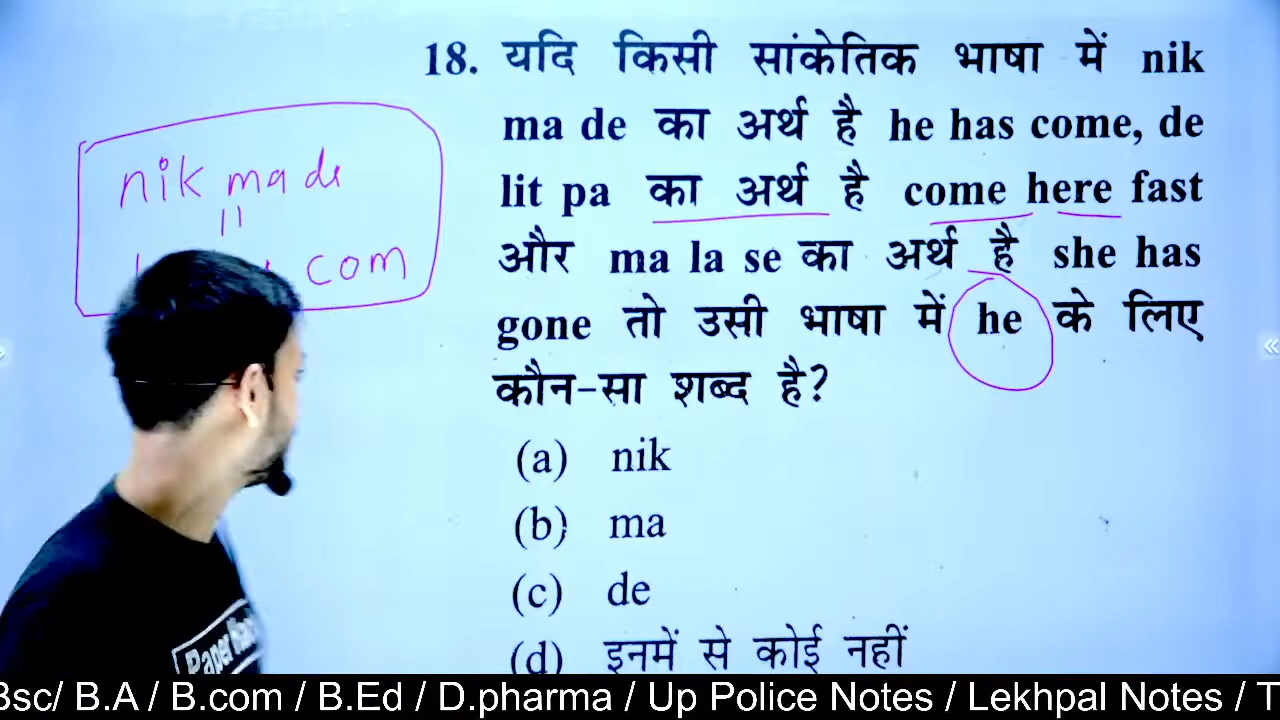 18. यदि किसी सांकेतिक भाषा में nik
ma de का अर्थ है he has come, de
lit pa का अर्थ है come here fast
और ma la se का अर्थ है she has
gone तो उसी भाषा में he के लिए
कौन-सा शब्द है?
(a) nik
(b) ma
(c) de
(d) इनमें से कोई नहीं
nik ma de
com
Paper
Bsc/ B.A / B.com / B.Ed / D.pharma / Up Police Notes / Lekhpal Notes /